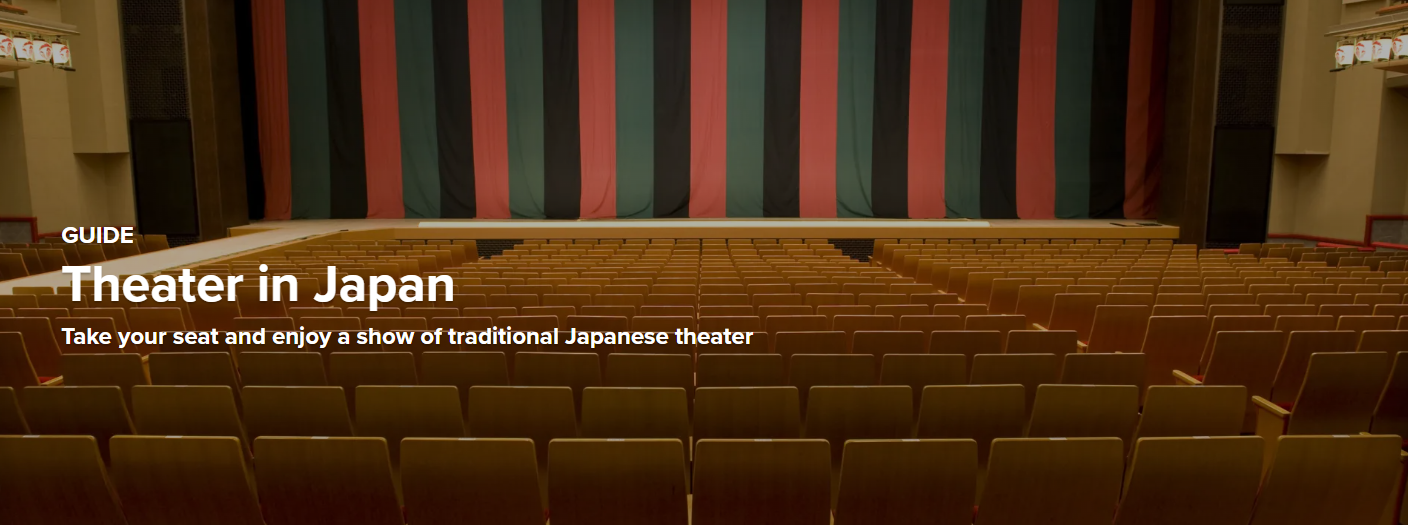 GUIDE
Theater in Japan
Take your seat and enjoy a show of traditional Japanese theater